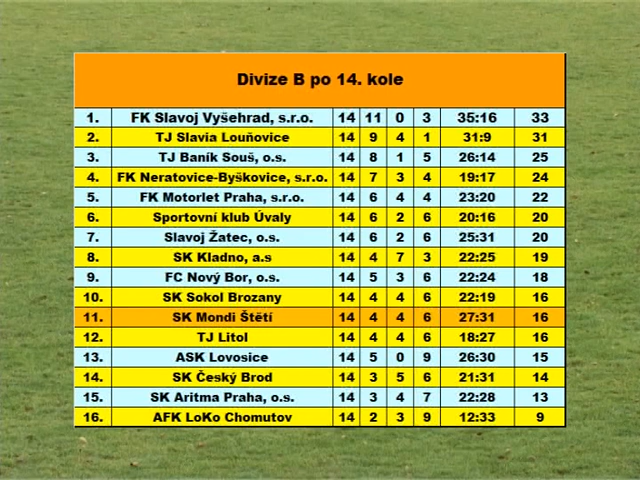 Divize B po 14. kole
1. FK Slavoj Vyšehrad, s.r.o. 14 11 0 3 35:16 33
2. TJ Slavia Louňovice 14 9 4 1 31:9 31
3. TJ Baník Souš, o.s. 14 8 1 5 26:14 25
4. FK Neratovice-Byškovice, s.r.o. 14 7 3 4 19:17 24
5. FK Motorlet Praha, s.r.o. 14 6 4 4 23:20 22
6. Sportovní klub Úvaly 14 6 2 6 20:16 20
7. Slavoj Žatec, o.s. 14 6 2 6 25:31 20
8. SK Kladno, a.s 14 4 7 3 22:25 19
9. FC Nový Bor, o.s. 14 5 3 6 22:24 18
10. SK Sokol Brozany 14 4 4 6 22:19 16
11. SK Mondi Štětí 14 4 4 6 27:31 16
12. TJ Litol 14 4 4 6 18:27 16
13. ASK Lovosice 14 5 0 9 26:30 15
14. SK Český Brod 14 3 5 6 21:31 14
15. SK Aritma Praha, o.s. 14 3 4 7 22:28 13
16. AFK LoKo Chomutov 14 2 3 9 12:33 9